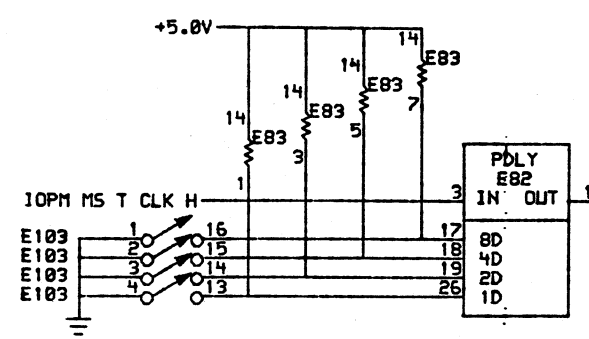 +5.0V
14
E83
7
14
E83
5
14
E83
3
14
E83
1
PDLY
E82
IOPM MS T CLK H
3
IN OUT
1
E103 1 16 17 8D
E103 2 15 18 4D
E103 3 14 19 2D
E103 4 13 26 1D